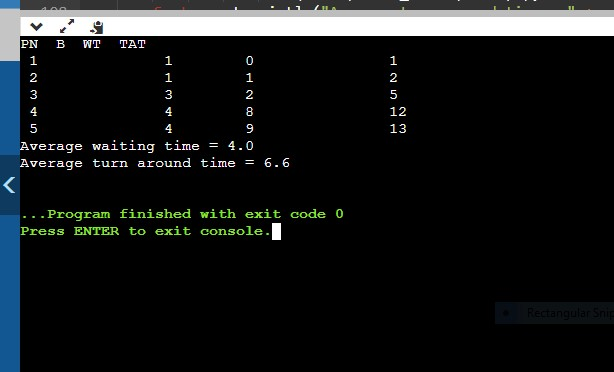 PN B WT TAT
1 1 0 1
2 1 1 2
3 3 2 5
4 4 8 12
5 4 9 13
Average waiting time = 4.0
Average turn around time = 6.6
...Program finished with exit code 0
Press ENTER to exit console.
Rectangular Snip